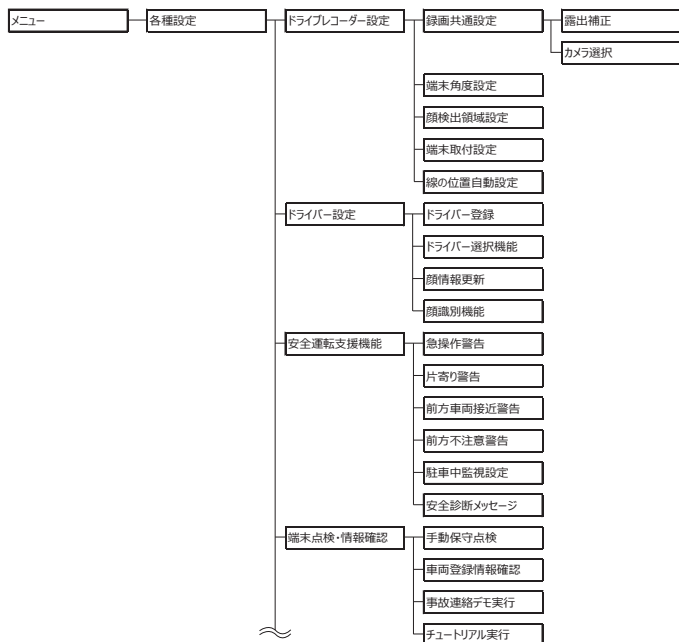 メニュー
各種設定
ドライブレコーダー設定
録画共通設定
露出補正
カメラ選択
端末角度設定
顔検出領域設定
端末取付設定
線の位置自動設定
ドライバー設定
ドライバー登録
ドライバー選択機能
顔情報更新
顔識別機能
安全運転支援機能
急操作警告
片寄り警告
前方車両接近警告
前方不注意警告
駐車中監視設定
安全診断メッセージ
端末点検・情報確認
手動保守点検
車両登録情報確認
事故連絡デモ実行
チュートリアル実行